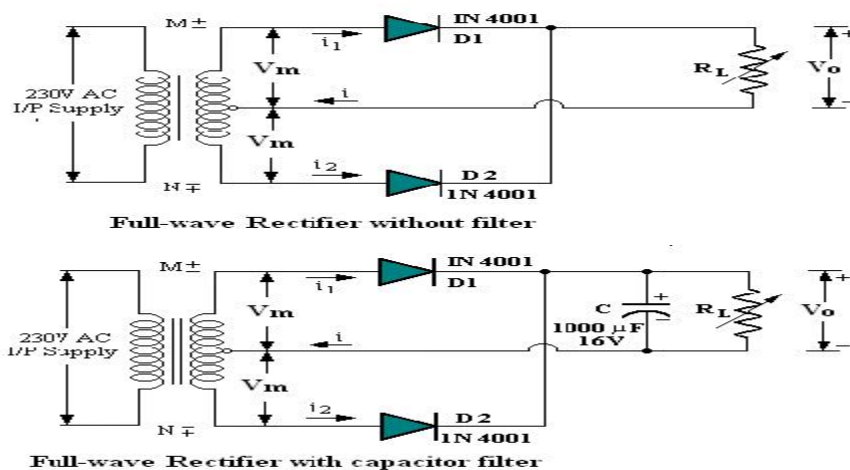 M ±
IN 4001
D1
i1
Vm
RL
Vo
+
230V AC
I/P Supply
i
Vm
−
i2
D 2
1N 4001
N ∓
Full-wave Rectifier without filter
M ±
IN 4001
D1
i1
Vm
C
+
−
1000 µF
16V
RL
Vo
+
230V AC
I/P Supply
i
Vm
−
i2
D 2
1N 4001
N ∓
Full-wave Rectifier with capacitor filter